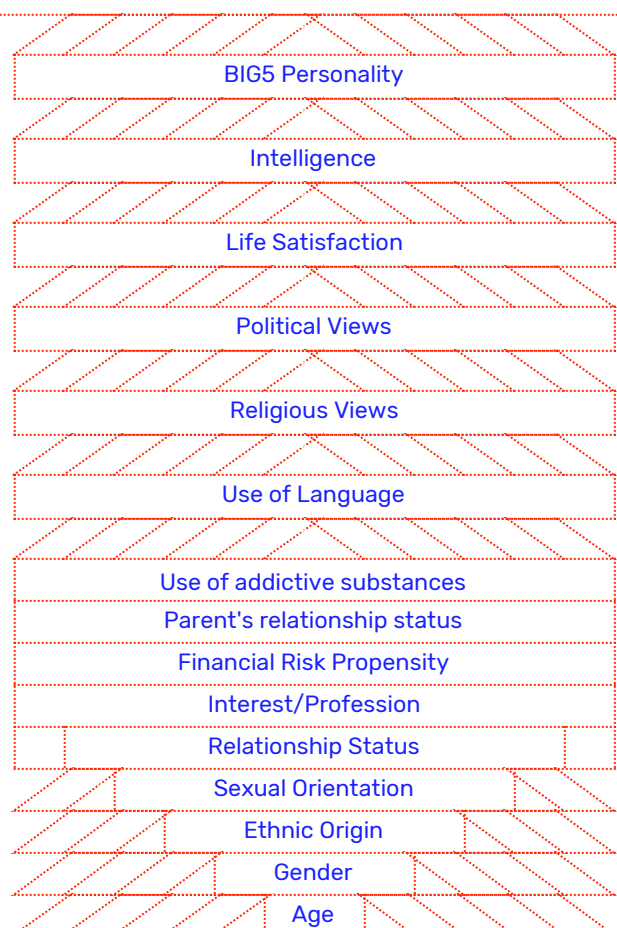 BIG5 Personality
Intelligence
Life Satisfaction
Political Views
Religious Views
Use of Language
Use of addictive substances
Parent's relationship status
Financial Risk Propensity
Interest/Profession
Relationship Status
Sexual Orientation
Ethnic Origin
Gender
Age